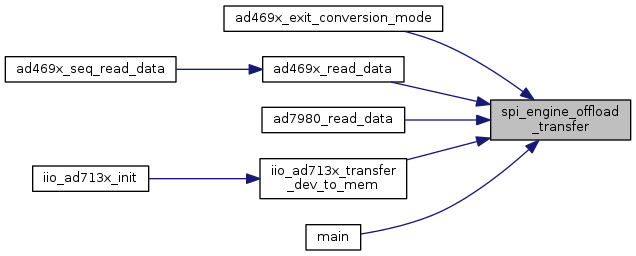 ad469x_exit_conversion_mode
ad469x_seq_read_data
ad469x_read_data
spi_engine_offload
_transfer
ad7980_read_data
iio_ad713x_init
iio_ad713x_transfer
_dev_to_mem
main